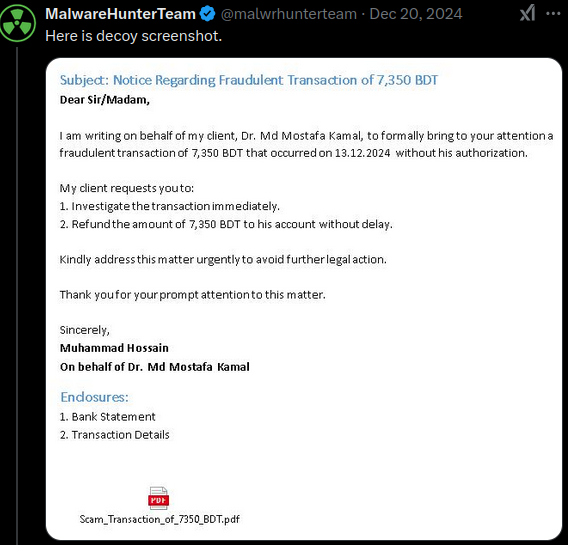 MalwareHunterTeam @malwrhunterteam · Dec 20, 2024
Here is decoy screenshot.
Subject: Notice Regarding Fraudulent Transaction of 7,350 BDT
Dear Sir/Madam,
I am writing on behalf of my client, Dr. Md Mostafa Kamal, to formally bring to your attention a
fraudulent transaction of 7,350 BDT that occurred on 13.12.2024 without his authorization.
My client requests you to:
1. Investigate the transaction immediately.
2. Refund the amount of 7,350 BDT to his account without delay.
Kindly address this matter urgently to avoid further legal action.
Thank you for your prompt attention to this matter.
Sincerely,
Muhammad Hossain
On behalf of Dr. Md Mostafa Kamal
Enclosures:
1. Bank Statement
2. Transaction Details
PDF
Scam_Transaction_of_7350_BDT.pdf